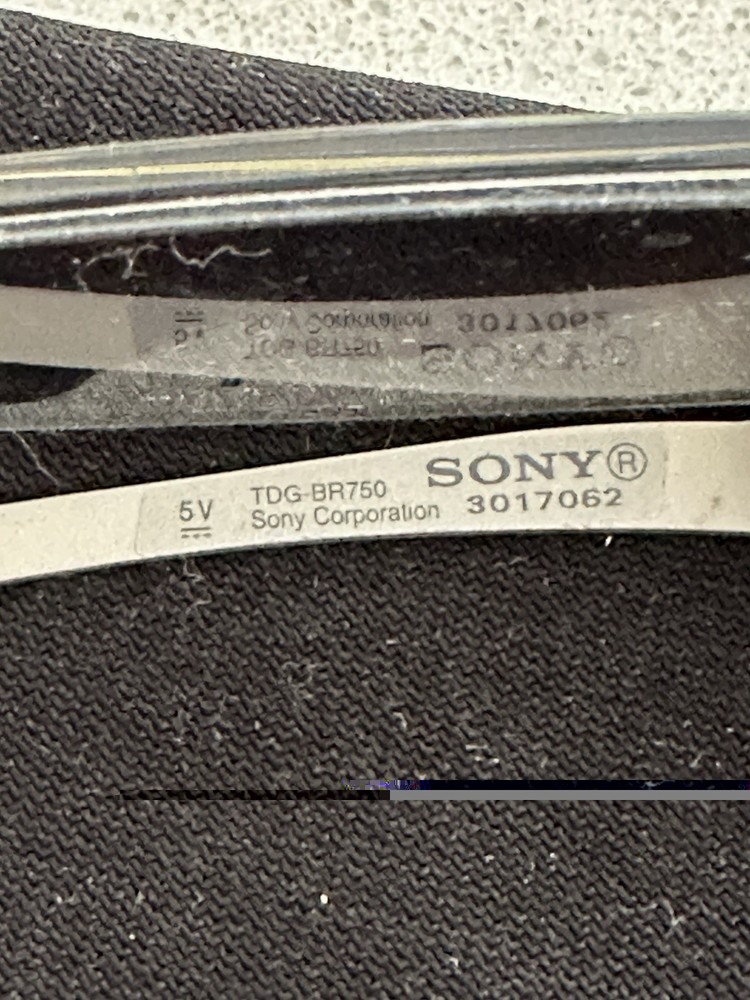 SONY®
5V TDG-BR750
Sony Corporation 3017062